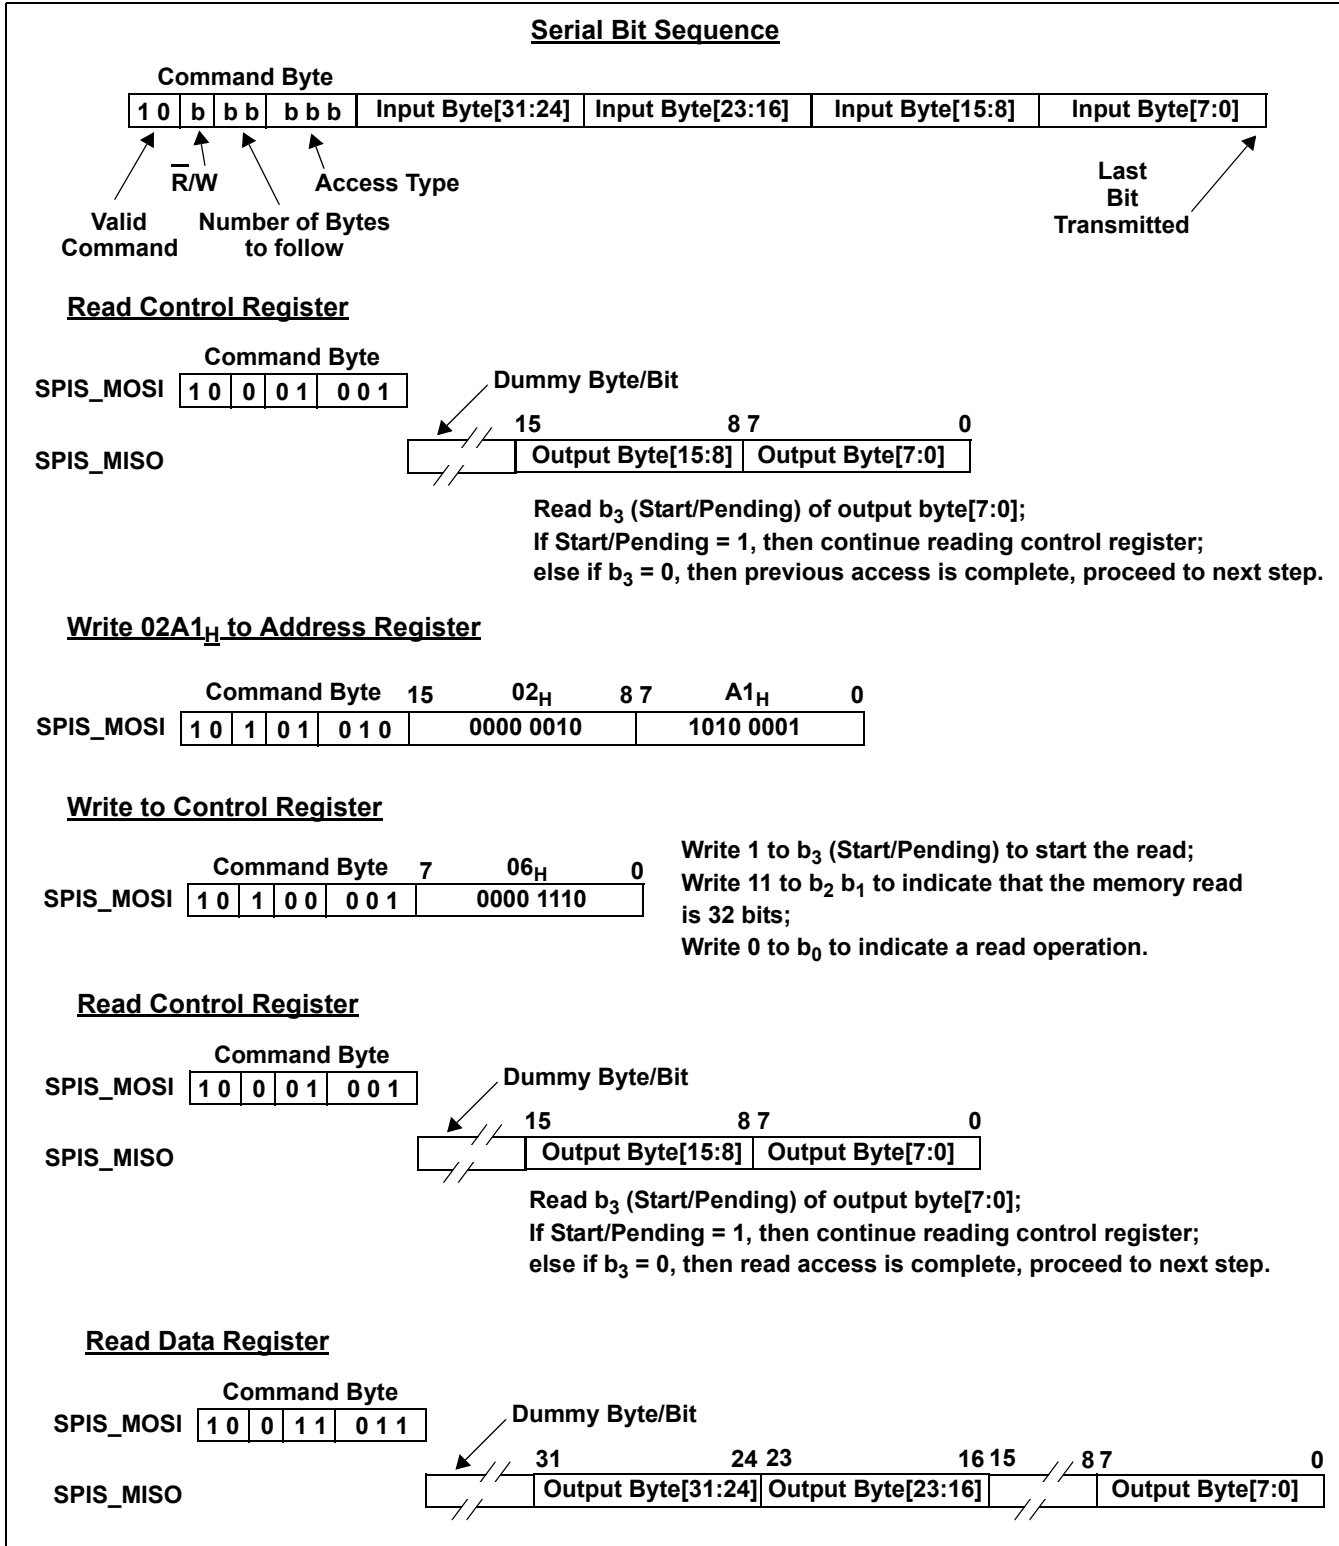 Serial Bit Sequence
Command Byte
1 0 b b b b b b Input Byte[31:24] Input Byte[23:16] Input Byte[15:8] Input Byte[7:0]
R̅/W Access Type
Valid Command
Number of Bytes to follow
Last
Bit
Transmitted
Read Control Register
Command Byte
SPIS_MOSI 1 0 0 0 1 0 0 1
Dummy Byte/Bit
15 8 7 0
SPIS_MISO Output Byte[15:8] Output Byte[7:0]
Read b3 (Start/Pending) of output byte[7:0];
If Start/Pending = 1, then continue reading control register;
else if b3 = 0, then previous access is complete, proceed to next step.
Write 02A1H to Address Register
Command Byte 15 02H 8 7 A1H 0
SPIS_MOSI 1 0 1 0 1 0 1 0 0000 0010 1010 0001
Write to Control Register
Command Byte 7 06H 0
SPIS_MOSI 1 0 1 0 0 0 0 1 0000 1110
Write 1 to b3 (Start/Pending) to start the read;
Write 11 to b2 b1 to indicate that the memory read
is 32 bits;
Write 0 to b0 to indicate a read operation.
Read Control Register
Command Byte
SPIS_MOSI 1 0 0 0 1 0 0 1
Dummy Byte/Bit
15 8 7 0
SPIS_MISO Output Byte[15:8] Output Byte[7:0]
Read b3 (Start/Pending) of output byte[7:0];
If Start/Pending = 1, then continue reading control register;
else if b3 = 0, then read access is complete, proceed to next step.
Read Data Register
Command Byte
SPIS_MOSI 1 0 0 1 1 0 1 1
Dummy Byte/Bit
31 24 23 16 15 8 7 0
SPIS_MISO Output Byte[31:24] Output Byte[23:16] Output Byte[7:0]